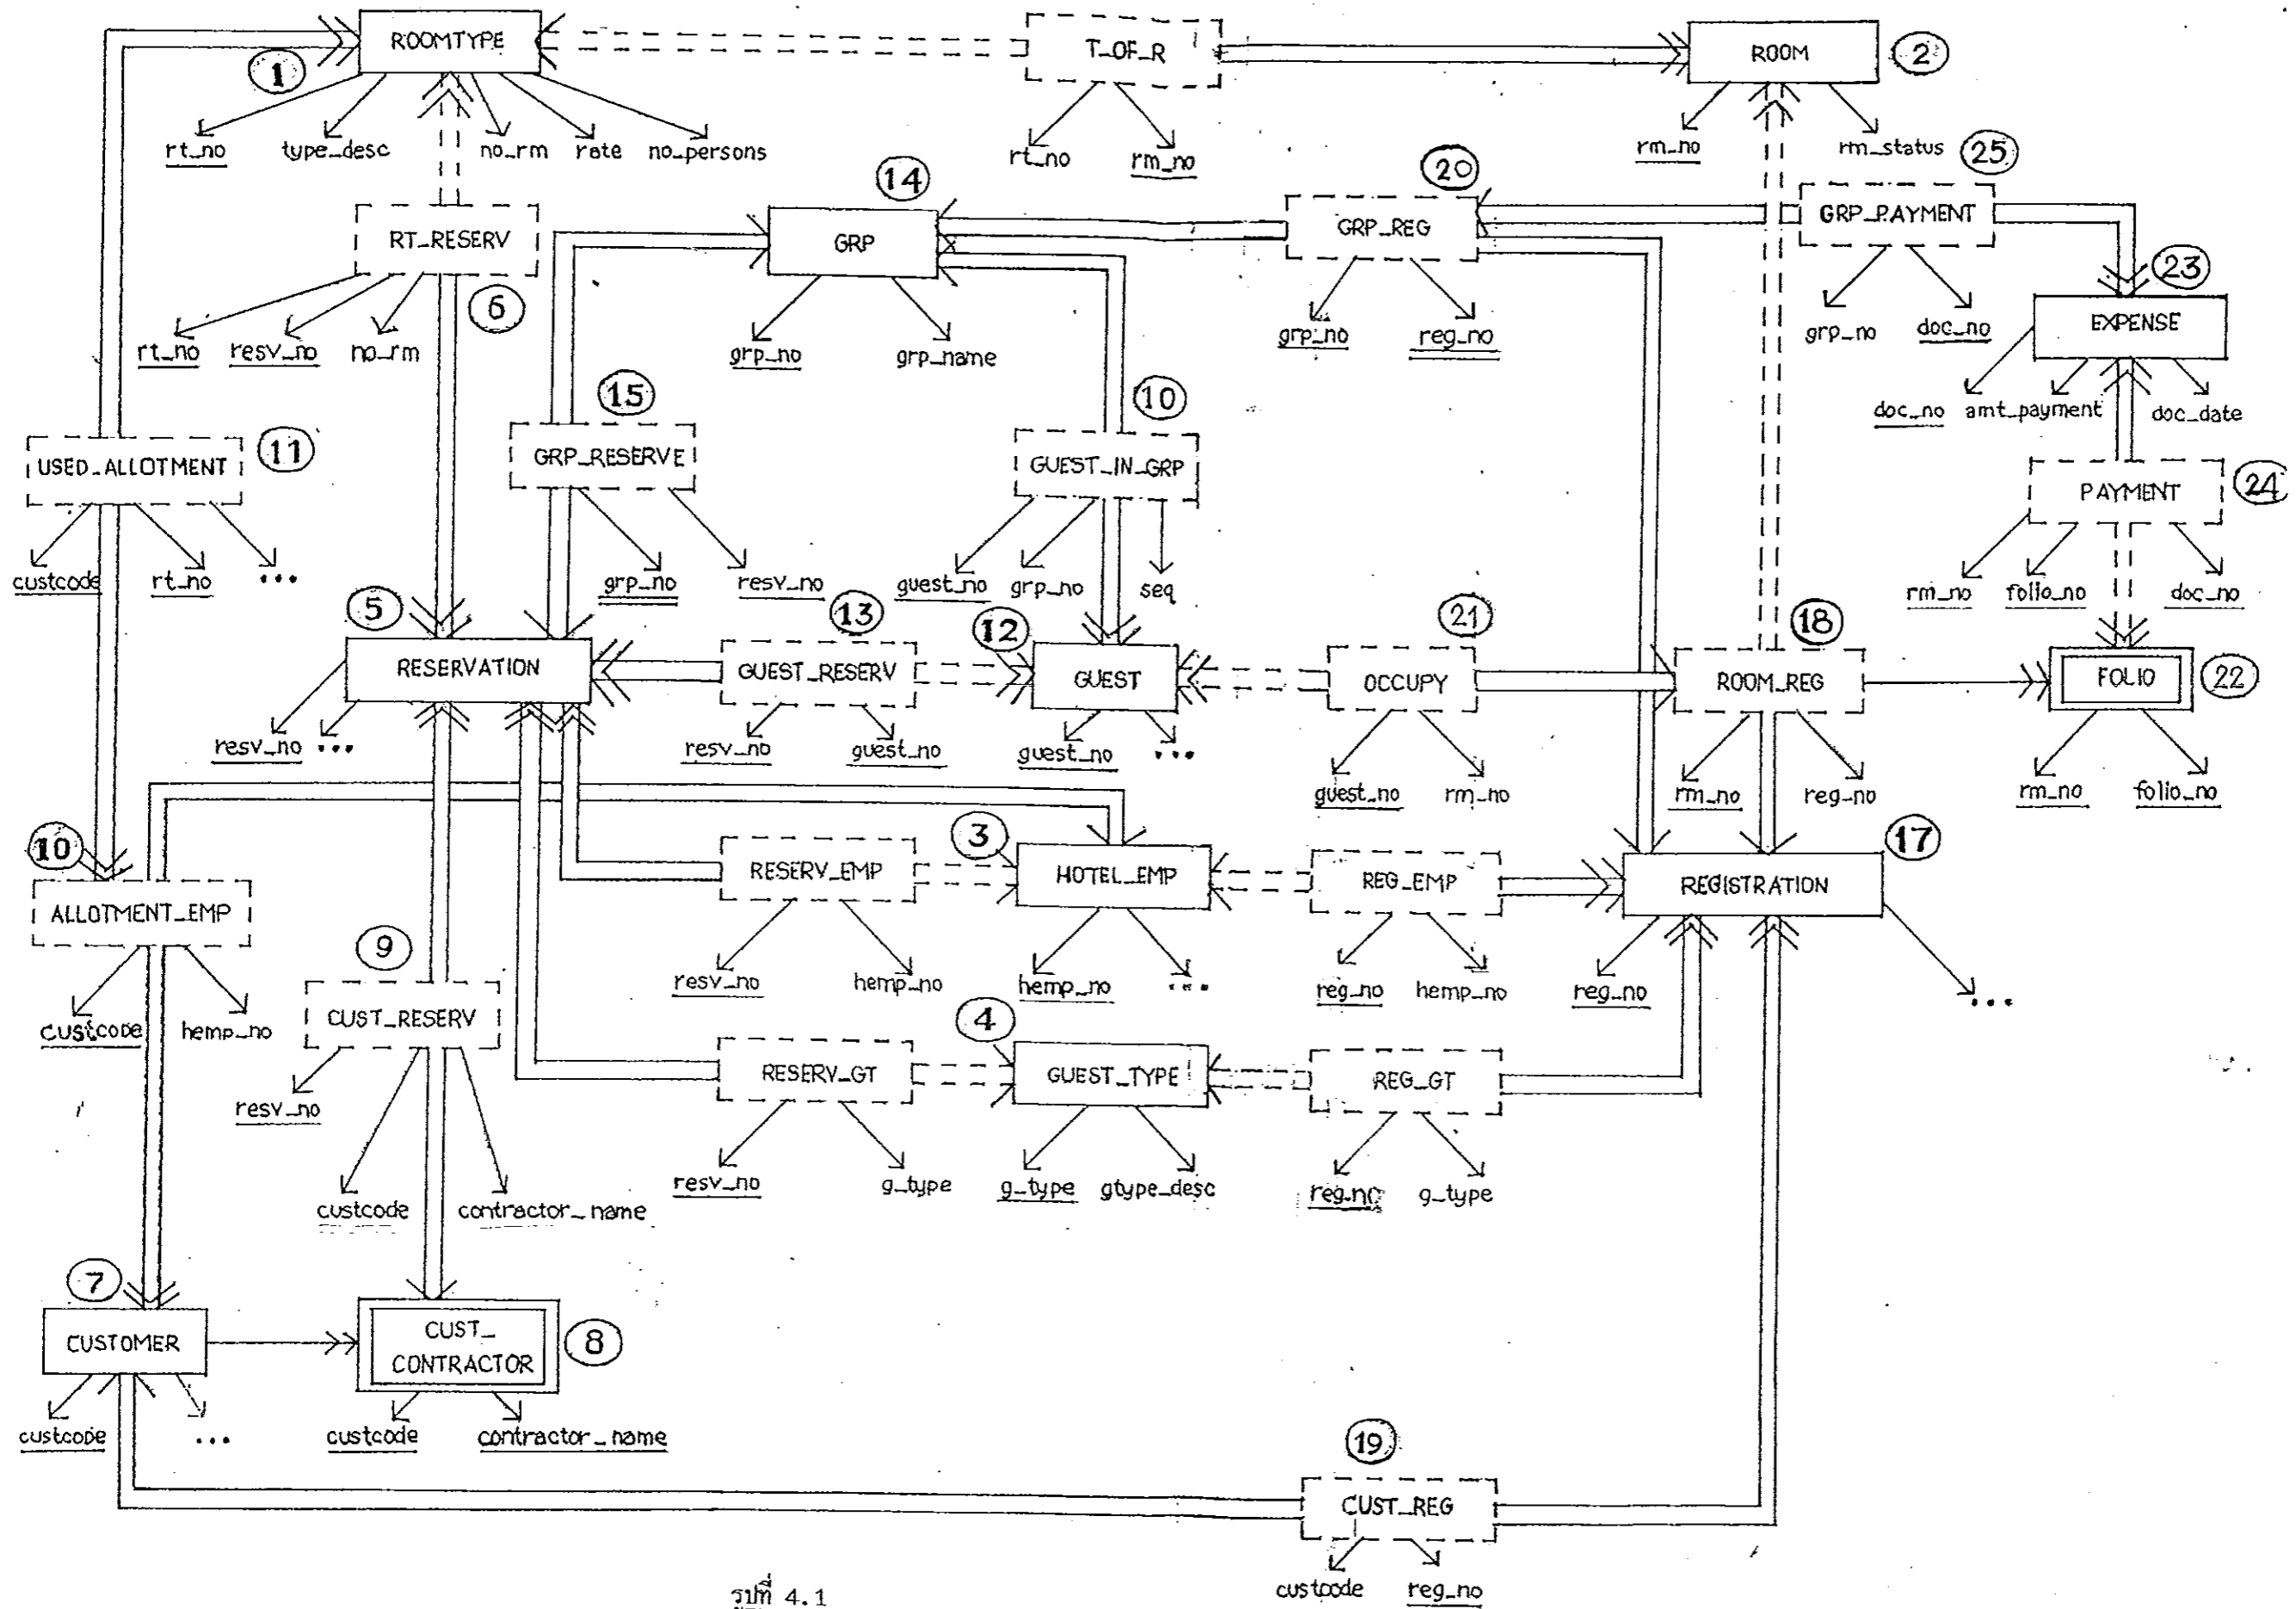 ROOMTYPE
1
rt_no type_desc no_rm rate no_persons
T_OF_R
rt_no rm_no
ROOM
2
rm_no rm_status
25
GRP_PAYMENT
grp_no doc_no
RT_RESERV
6
rt_no resv_no no_rm
14
GRP
grp_no grp_name
20
GRP_REG
grp_no reg_no
23
EXPENSE
doc_no amt_payment doc_date
USED_ALLOTMENT
11
custcode rt_no ...
15
GRP_RESERVE
grp_no resv_no
10
GUEST_IN_GRP
guest_no grp_no seq
PAYMENT
24
rm_no folio_no doc_no
5
RESERVATION
resv_no ...
13
GUEST_RESERV
resv_no guest_no
12
GUEST
guest_no ...
21
OCCUPY
guest_no rm_no
18
ROOM_REG
rm_no reg_no
FOLIO
22
rm_no folio_no
10
ALLOTMENT_EMP
custcode hemp_no
RESERV_EMP
resv_no hemp_no
3
HOTEL_EMP
hemp_no ...
REG_EMP
reg_no hemp_no
17
REGISTRATION
reg_no ...
9
CUST_RESERV
resv_no
custcode contractor_name
RESERV_GT
resv_no g_type
4
GUEST_TYPE
g_type gtype_desc
REG_GT
reg_no g_type
7
CUSTOMER
custcode ...
CUST_
CONTRACTOR
8
custcode contractor_name
19
CUST_REG
custcode reg_no
รูปที่ 4.1